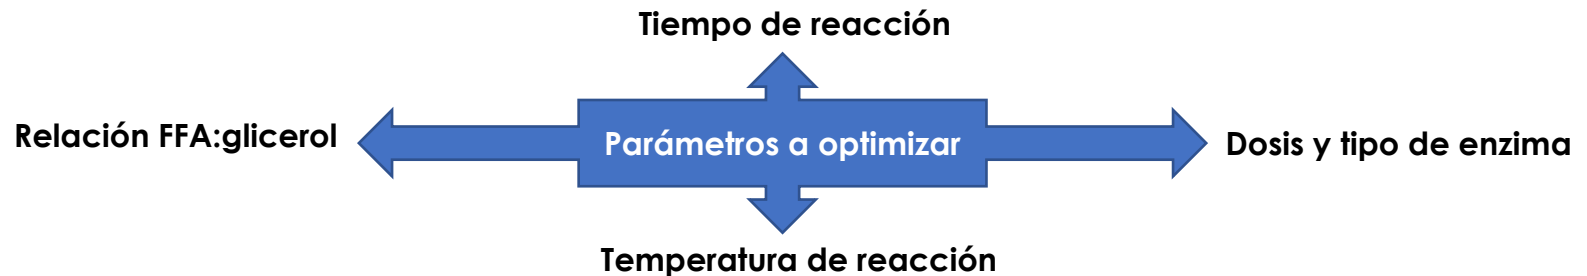 Tiempo de reacción
Relación FFA:glicerol
Parámetros a optimizar
Dosis y tipo de enzima
Temperatura de reacción